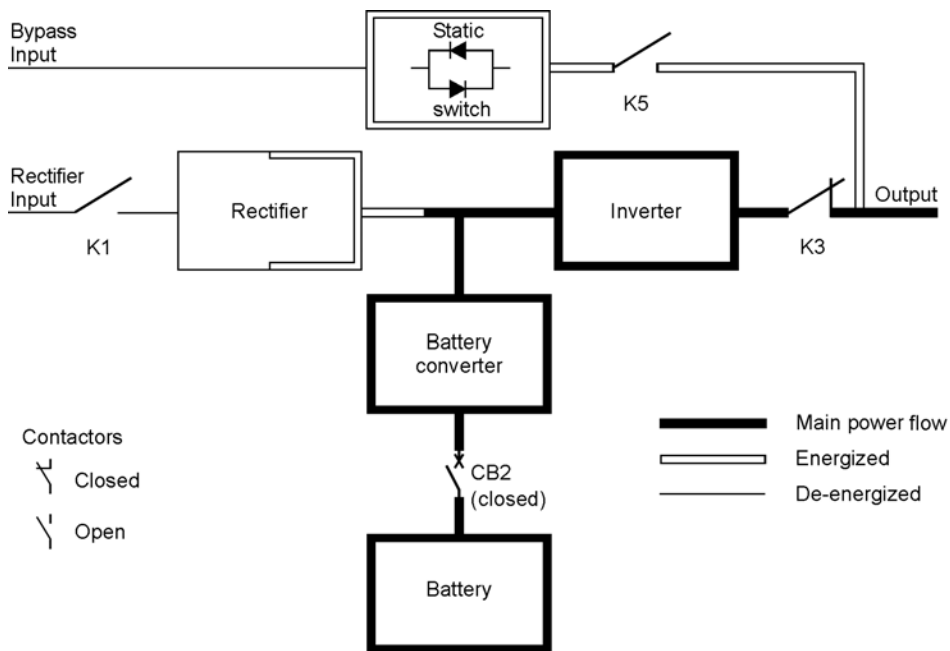 Bypass
Input
Static
switch
K5
Rectifier
Input
K1
Rectifier
Inverter
K3
Output
Battery
converter
Contactors
Closed
Open
CB2
(closed)
Battery
Main power flow
Energized
De-energized